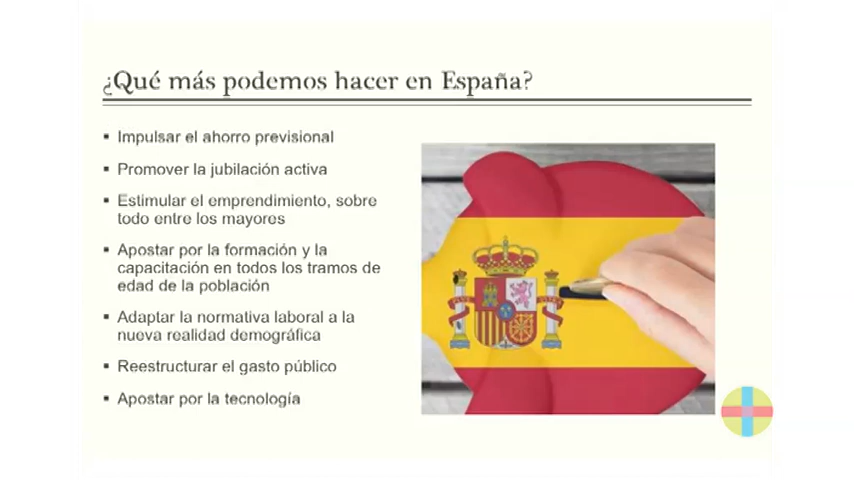 ¿Qué más podemos hacer en España?
▪ Impulsar el ahorro previsional
▪ Promover la jubilación activa
▪ Estimular el emprendimiento, sobre
todo entre los mayores
▪ Apostar por la formación y la
capacitación en todos los tramos de
edad de la población
▪ Adaptar la normativa laboral a la
nueva realidad demográfica
▪ Reestructurar el gasto público
▪ Apostar por la tecnología